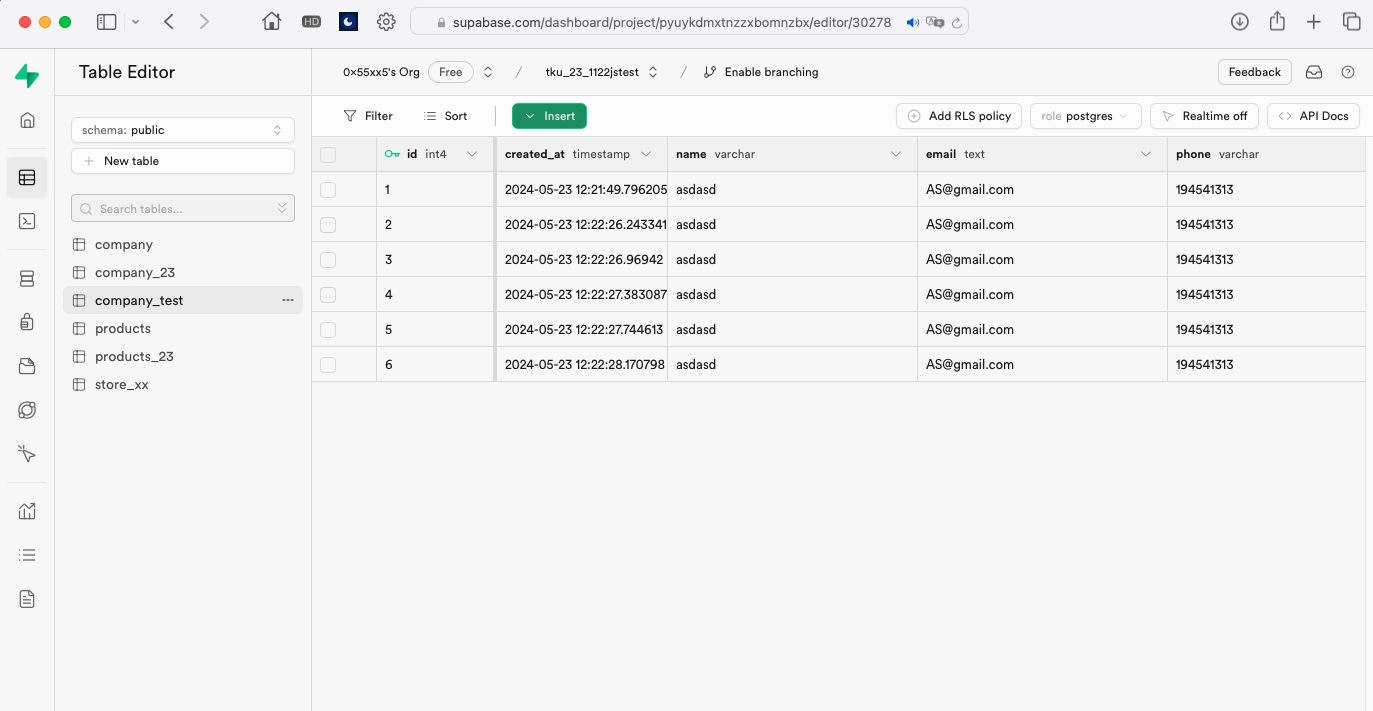 HD
supabase.com/dashboard/project/pyuykdmxtnzzxbomnzbx/editor/30278
Table Editor
0x55xx5's Org Free / tku_23_1122jstest / Enable branching
Feedback
Filter Sort Insert
Add RLS policy role postgres Realtime off API Docs
schema: public
New table
Search tables...
company
company_23
company_test
products
products_23
store_xx
id int4 created_at timestamp name varchar email text phone varchar
1 2024-05-23 12:21:49.796205 asdasd AS@gmail.com 194541313
2 2024-05-23 12:22:26.243341 asdasd AS@gmail.com 194541313
3 2024-05-23 12:22:26.96942 asdasd AS@gmail.com 194541313
4 2024-05-23 12:22:27.383087 asdasd AS@gmail.com 194541313
5 2024-05-23 12:22:27.744613 asdasd AS@gmail.com 194541313
6 2024-05-23 12:22:28.170798 asdasd AS@gmail.com 194541313